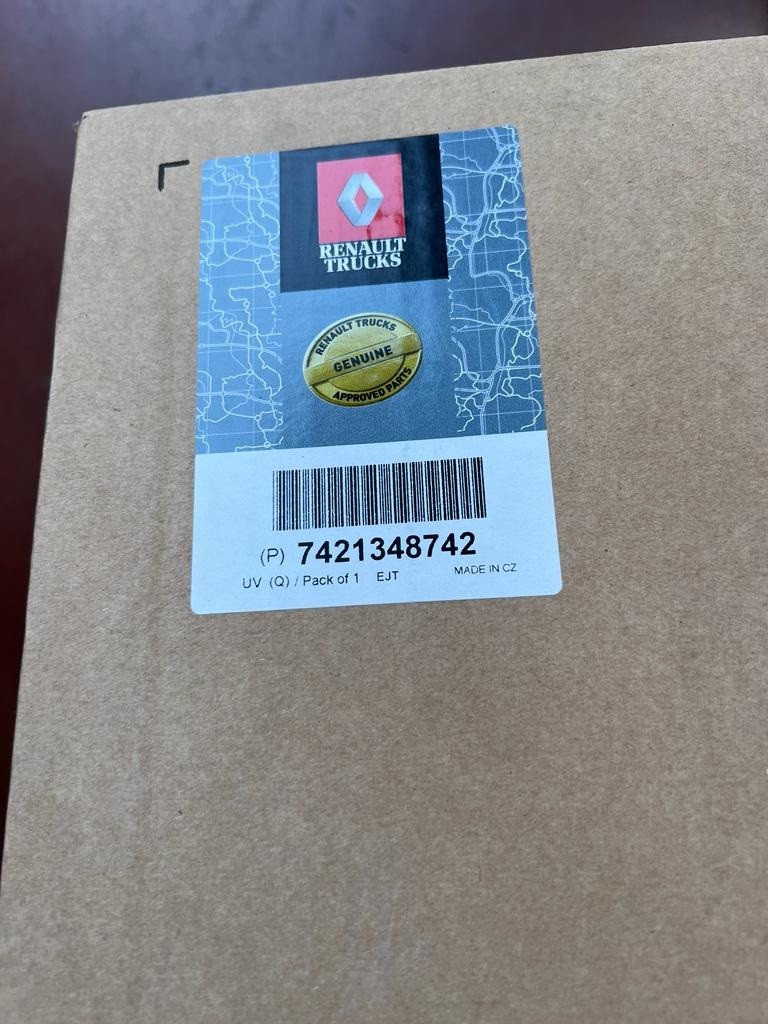 RENAULT
TRUCKS
RENAULT TRUCKS
GENUINE
APPROVED PARTS
(P) 7421348742
UV (Q) / Pack of 1 EJT MADE IN CZ